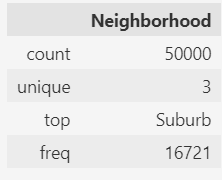 Neighborhood
count 50000
unique 3
top Suburb
freq 16721